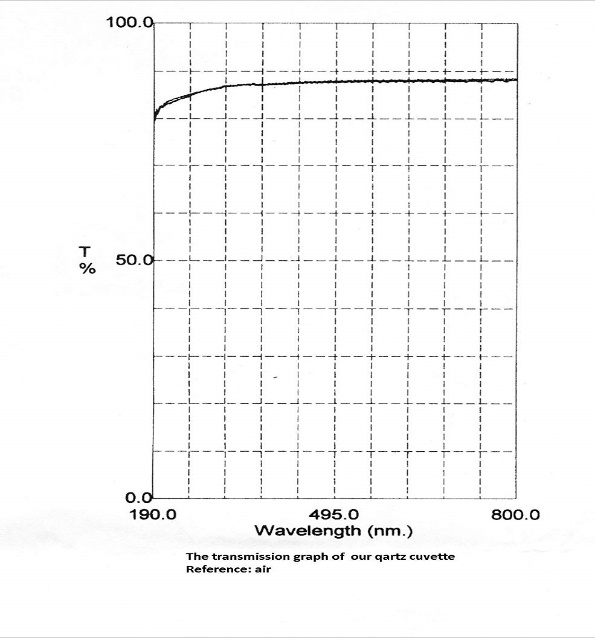 100.0
T
%
50.0
0.0
190.0 495.0 800.0
Wavelength (nm.)
The transmission graph of our qartz cuvette
Reference: air